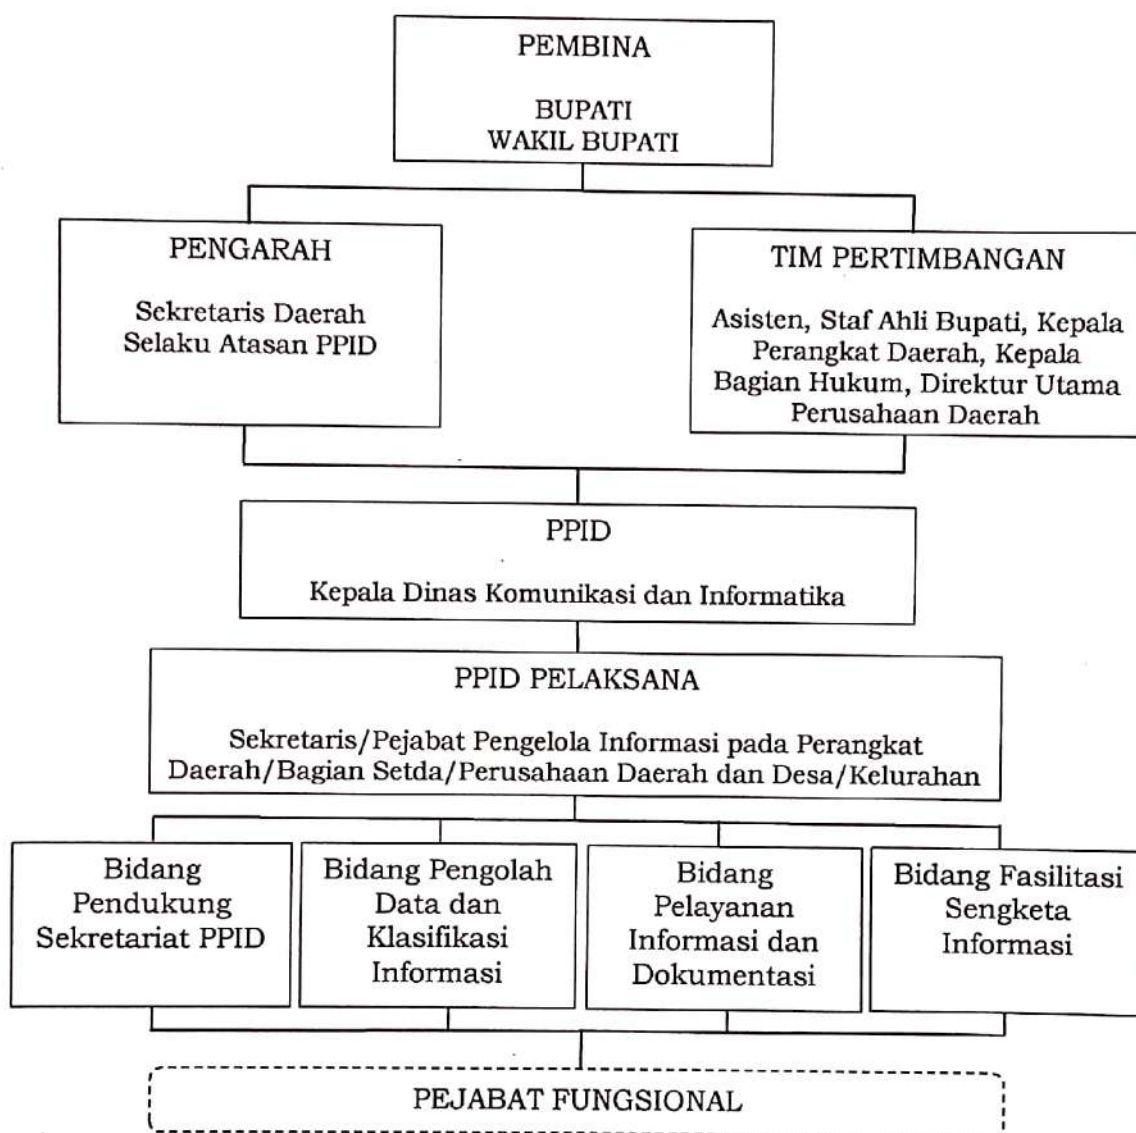 PEMBINA
BUPATI
WAKIL BUPATI
PENGARAH
Sekretaris Daerah
Selaku Atasan PPID
TIM PERTIMBANGAN
Asisten, Staf Ahli Bupati, Kepala
Perangkat Daerah, Kepala
Bagian Hukum, Direktur Utama
Perusahaan Daerah
PPID
Kepala Dinas Komunikasi dan Informatika
PPID PELAKSANA
Sekretaris/Pejabat Pengelola Informasi pada Perangkat
Daerah/Bagian Setda/Perusahaan Daerah dan Desa/Kelurahan
Bidang
Pendukung
Sekretariat PPID
Bidang Pengolah
Data dan
Klasifikasi
Informasi
Bidang
Pelayanan
Informasi dan
Dokumentasi
Bidang Fasilitasi
Sengketa
Informasi
PEJABAT FUNGSIONAL